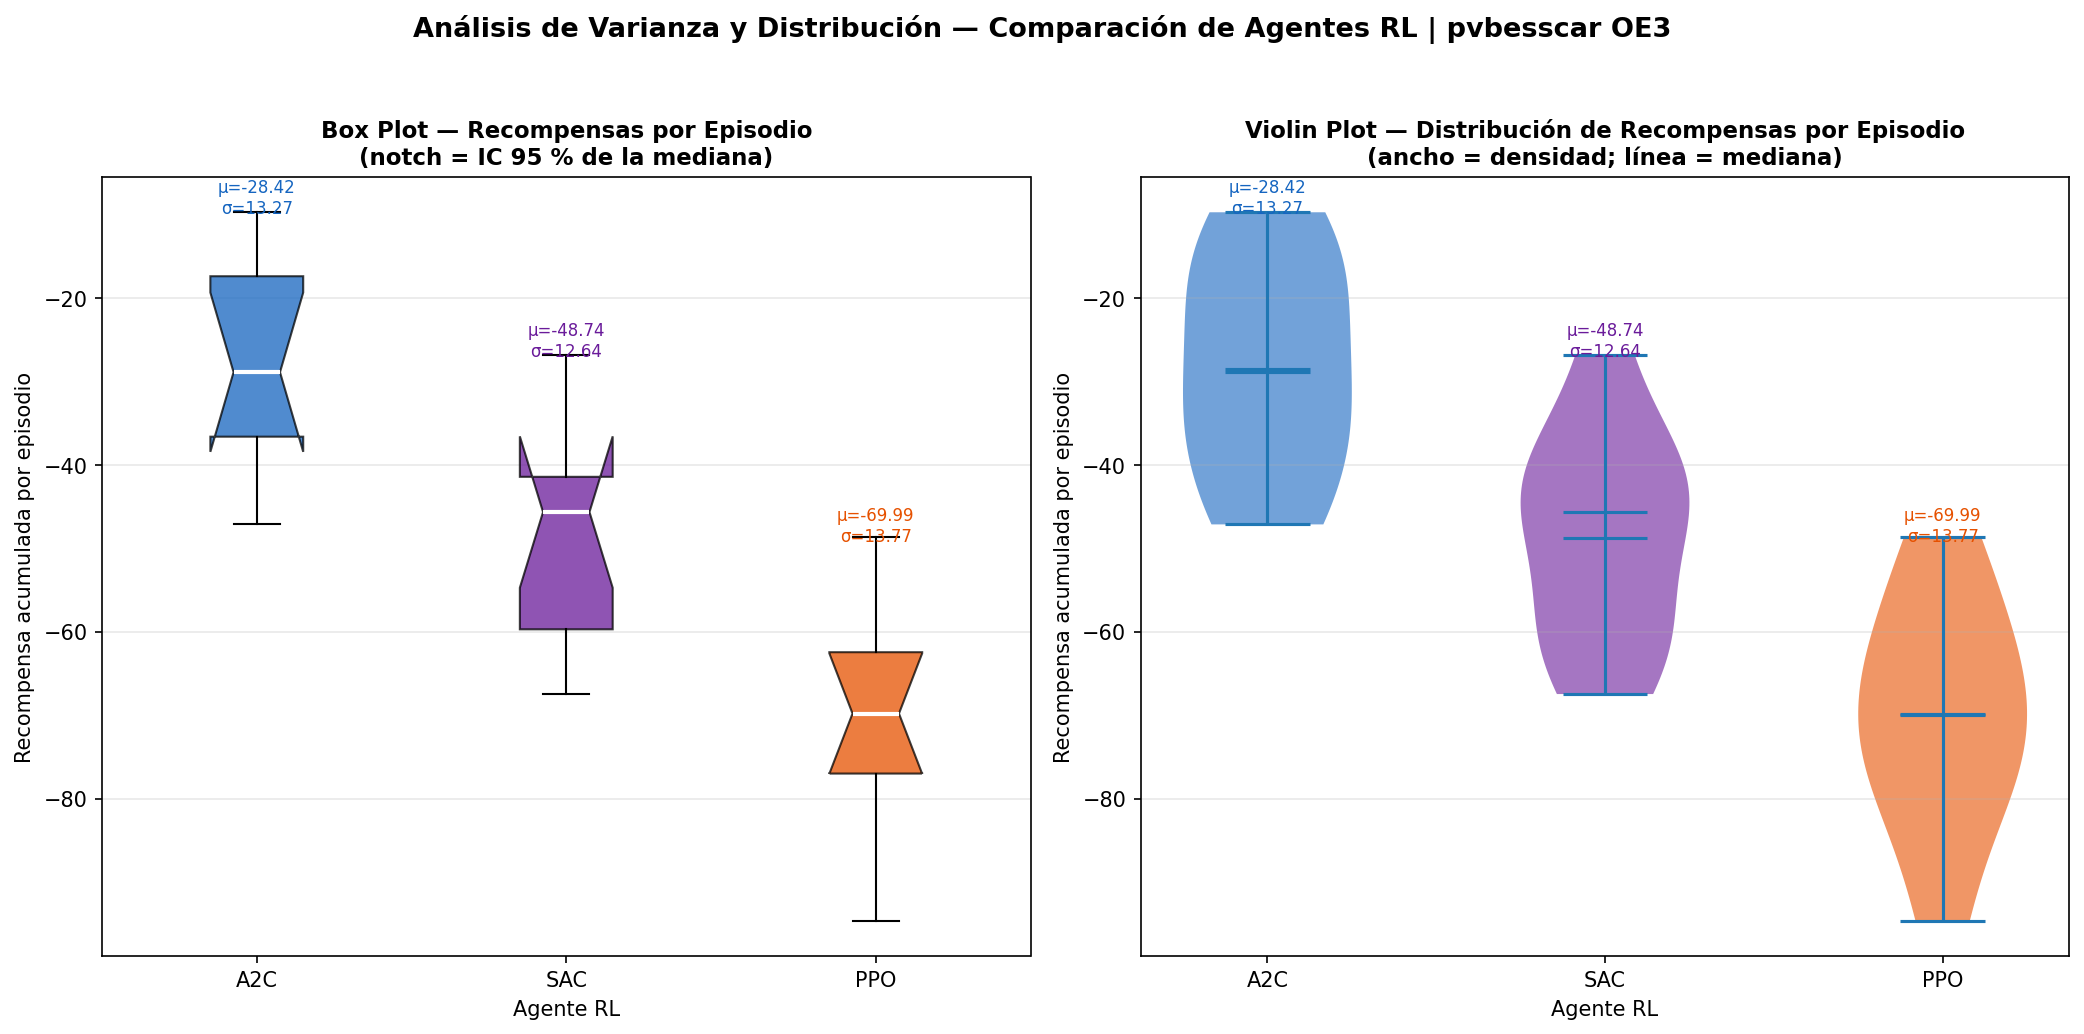 Análisis de Varianza y Distribución — Comparación de Agentes RL | pvbesscar OE3
Box Plot — Recompensas por Episodio
(notch = IC 95 % de la mediana)
Recompensa acumulada por episodio
−20
−40
−60
−80
μ=-28.42
σ=13.27
μ=-48.74
σ=12.64
μ=-69.99
σ=13.77
A2C
SAC
PPO
Agente RL
Violin Plot — Distribución de Recompensas por Episodio
(ancho = densidad; línea = mediana)
Recompensa acumulada por episodio
−20
−40
−60
−80
μ=-28.42
σ=13.27
μ=-48.74
σ=12.64
μ=-69.99
σ=13.77
A2C
SAC
PPO
Agente RL